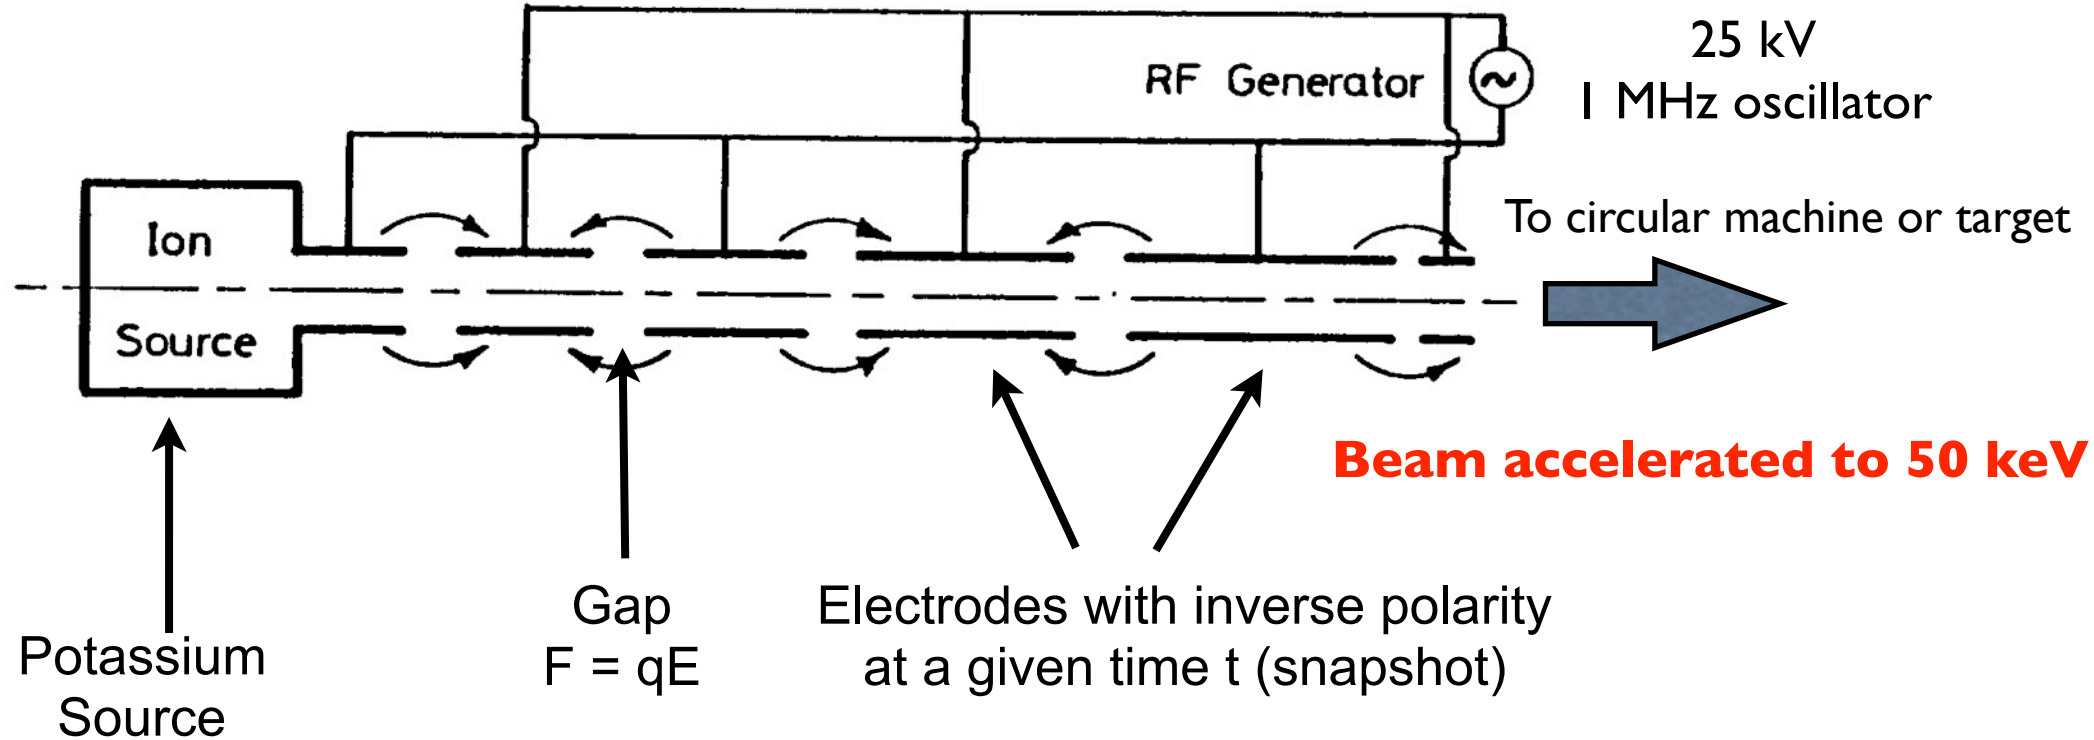 25 kV
RF Generator
1 MHz oscillator
~
To circular machine or target
Ion
Source
Beam accelerated to 50 keV
Gap
F = qE
Electrodes with inverse polarity
at a given time t (snapshot)
Potassium
Source